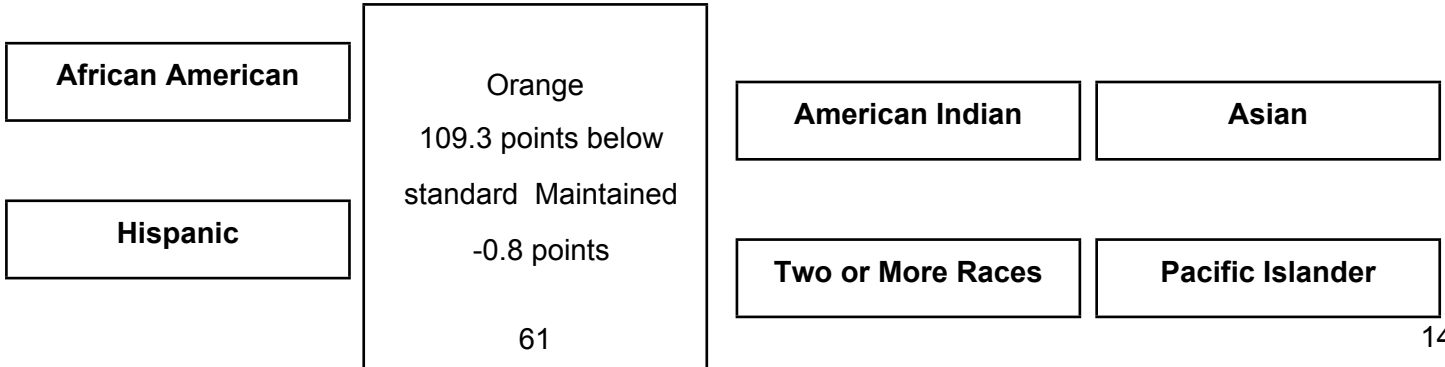 African American
Hispanic
Orange
109.3 points below
standard Maintained
-0.8 points
61
American Indian
Asian
Two or More Races
Pacific Islander
14